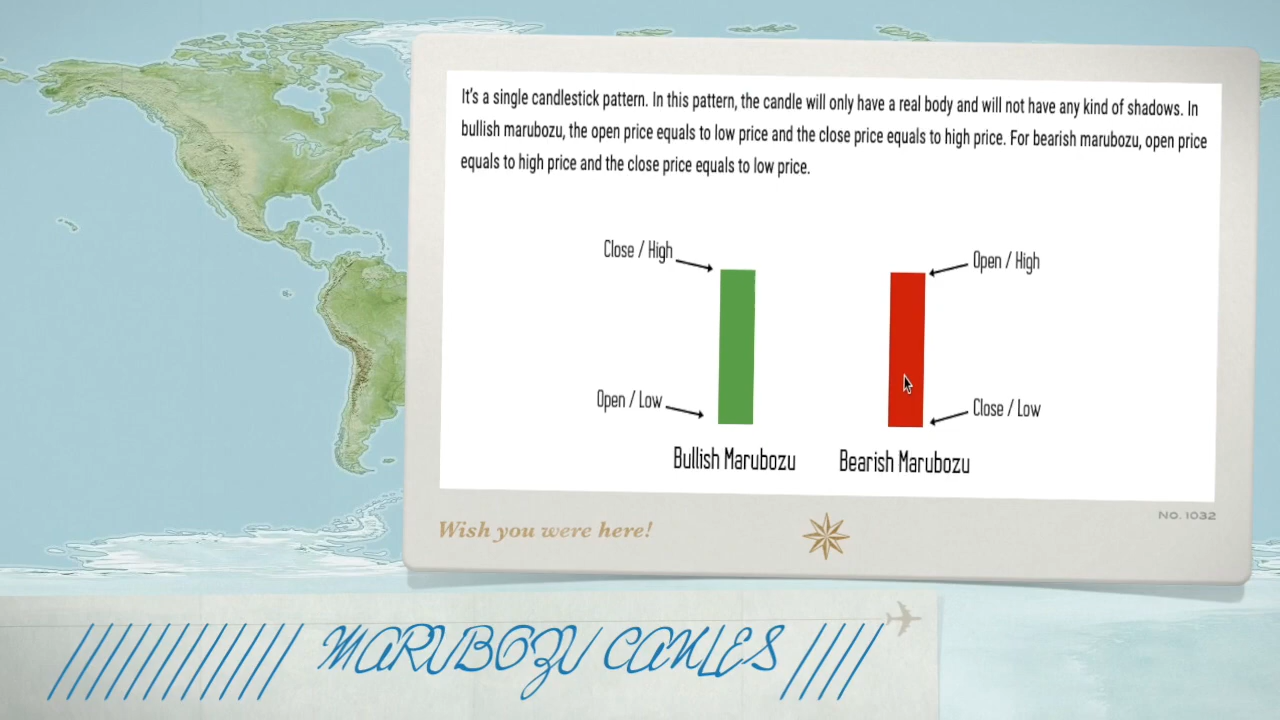 It's a single candlestick pattern. In this pattern, the candle will only have a real body and will not have any kind of shadows. In
bullish marubozu, the open price equals to low price and the close price equals to high price. For bearish marubozu, open price
equals to high price and the close price equals to low price.
Close / High
Open / High
Open / Low
Close / Low
Bullish Marubozu
Bearish Marubozu
Wish you were here!
NO. 1032
/////////// MARUBOZU CANLES ////